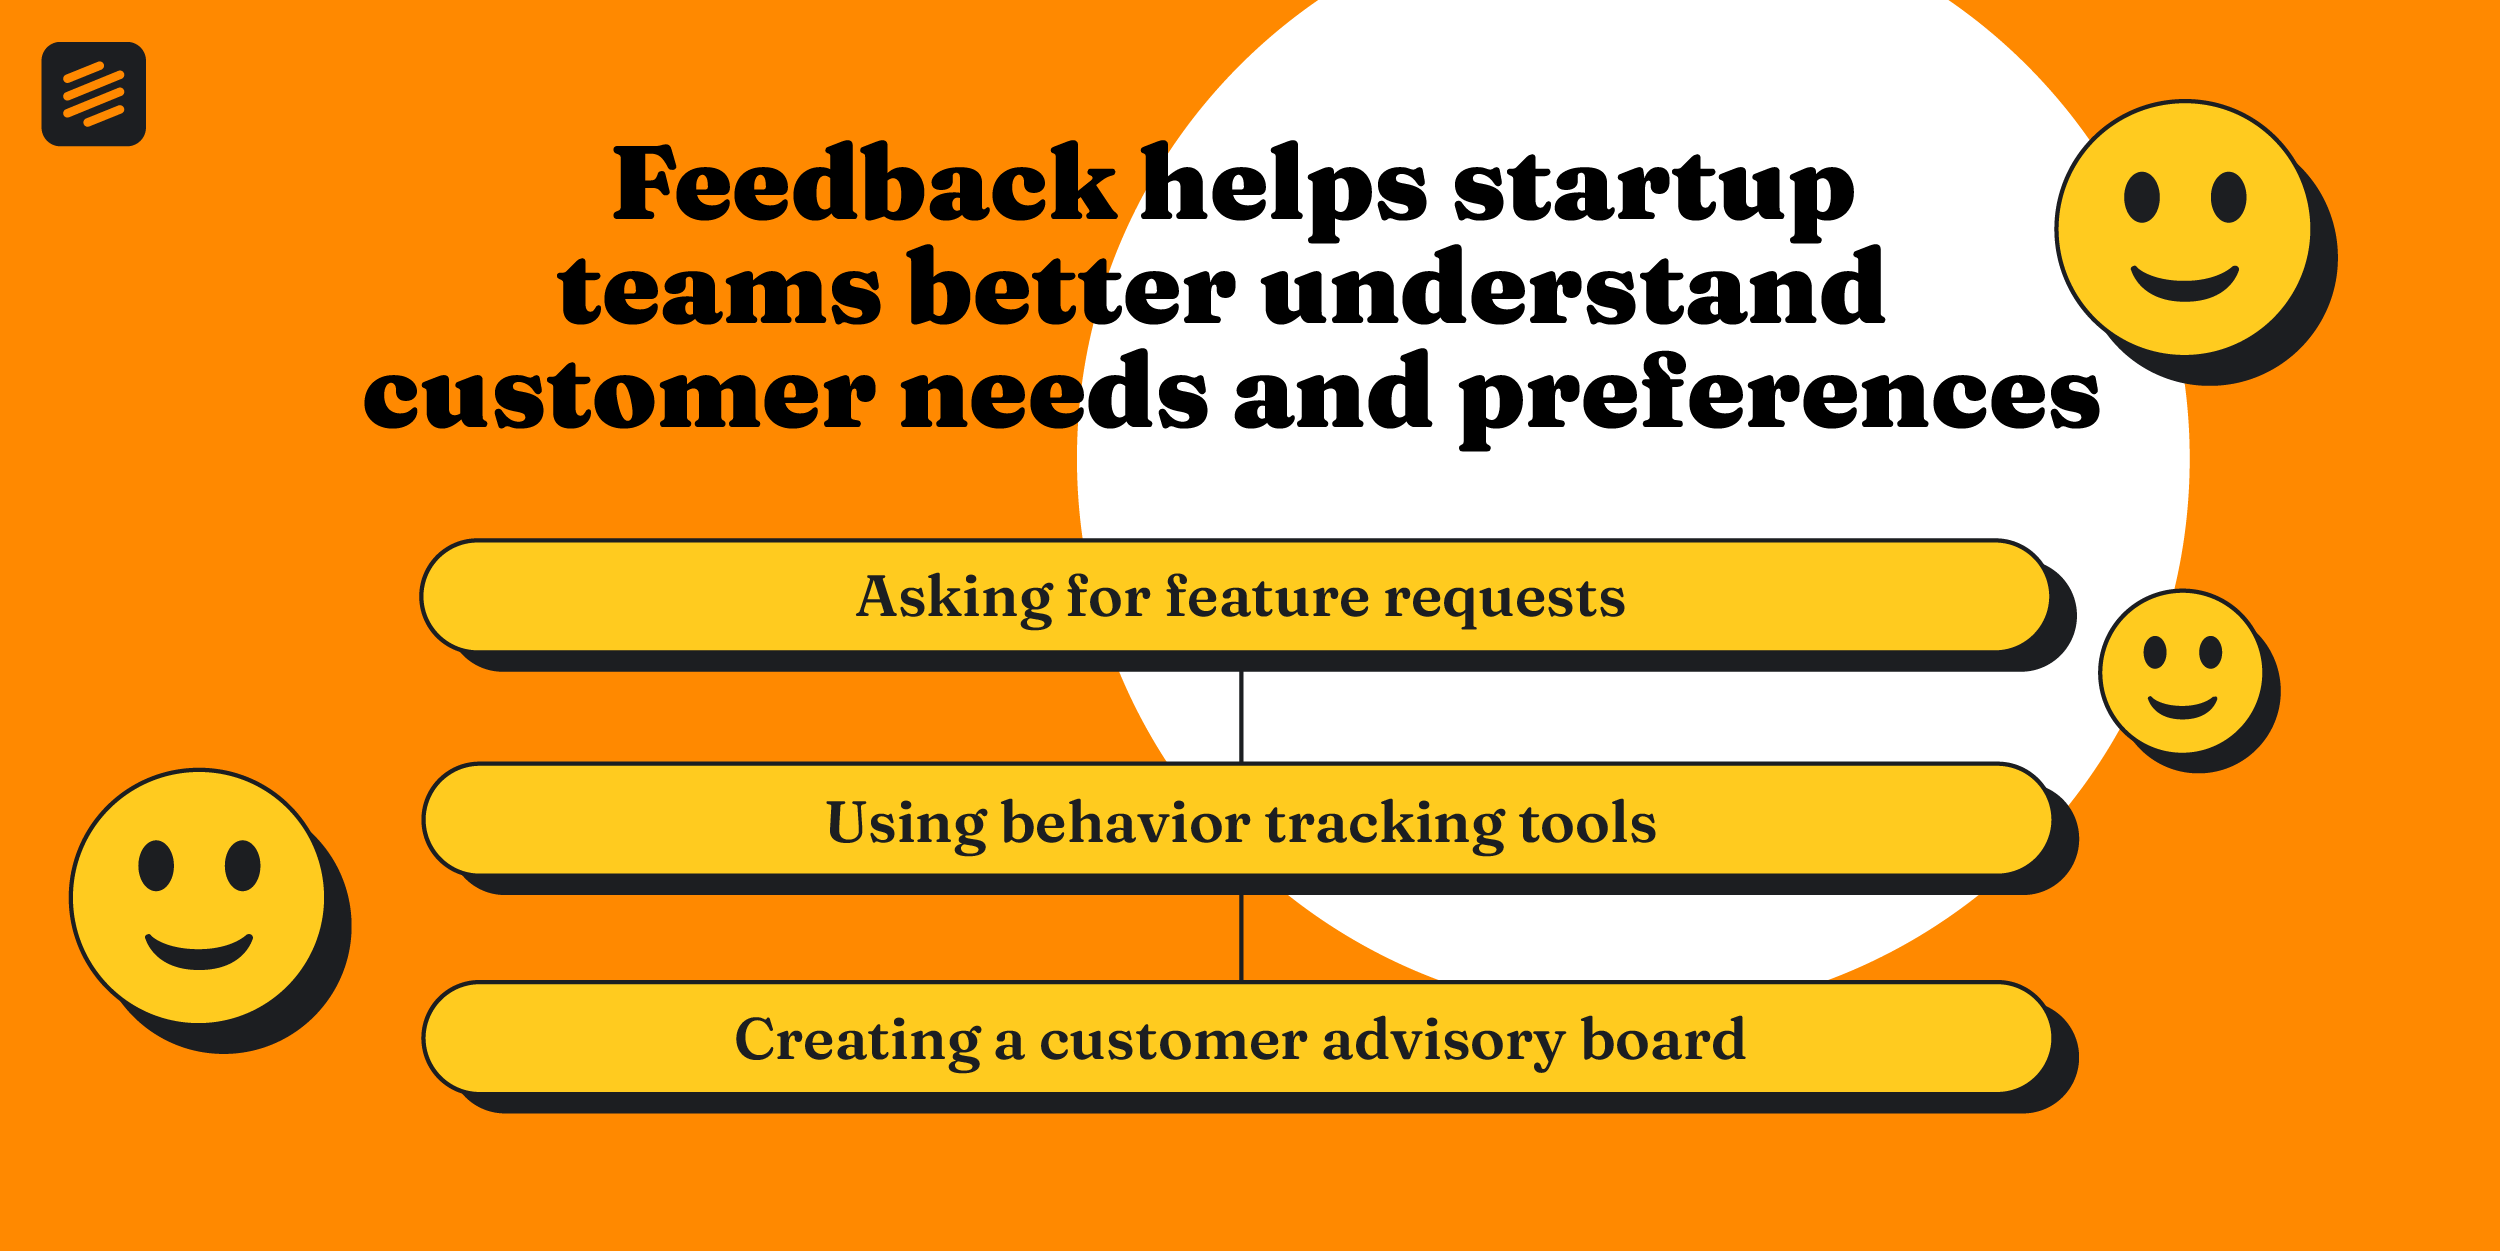 Feedback helps startup
teams better understand
customer needs and preferences
Asking for feature requests
Using behavior tracking tools
Creating a customer advisory board